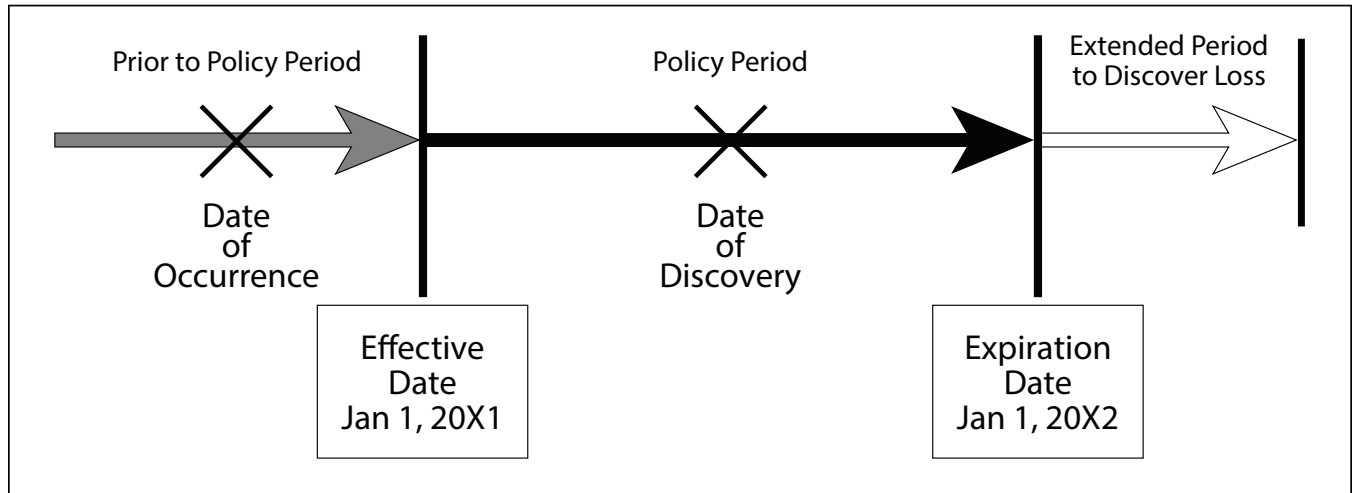 Prior to Policy Period
Policy Period
Extended Period
to Discover Loss
Date
of
Occurrence
Date
of
Discovery
Effective
Date
Jan 1, 20X1
Expiration
Date
Jan 1, 20X2